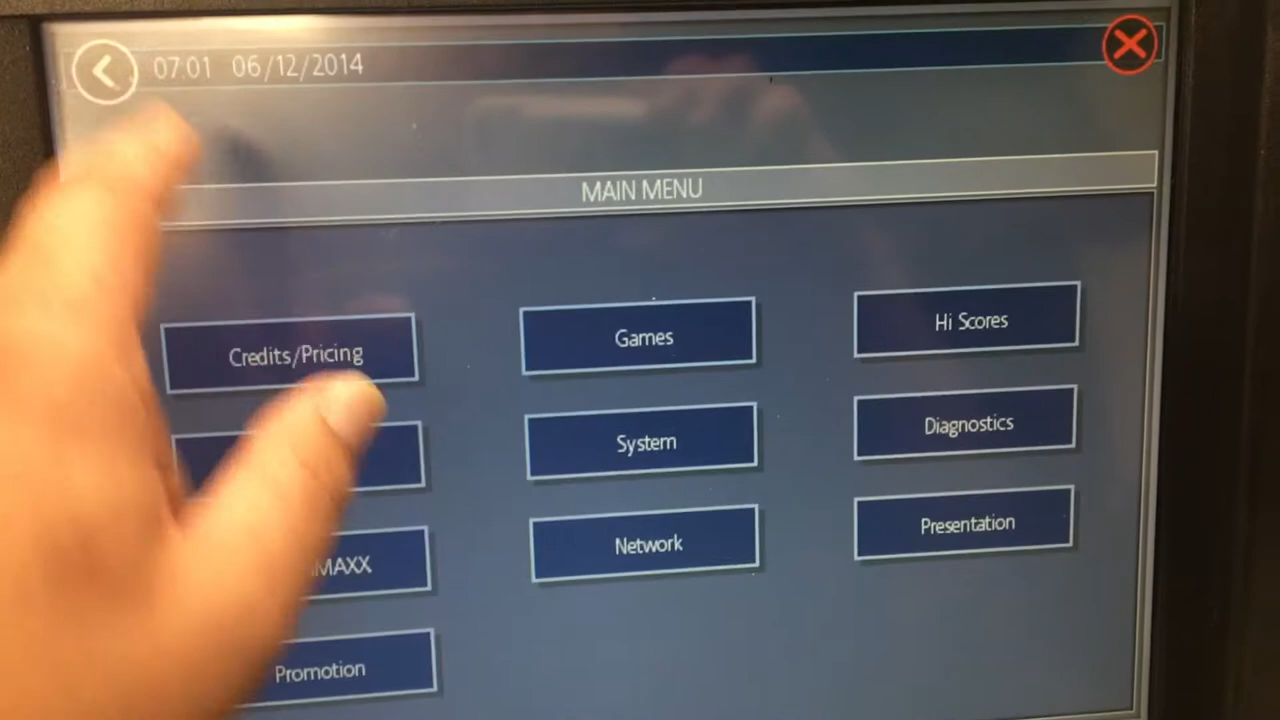 07.01 06/12/2014
MAIN MENU
Credits/Pricing
Games
Hi Scores
System
Diagnostics
MAXX
Network
Presentation
Promotion